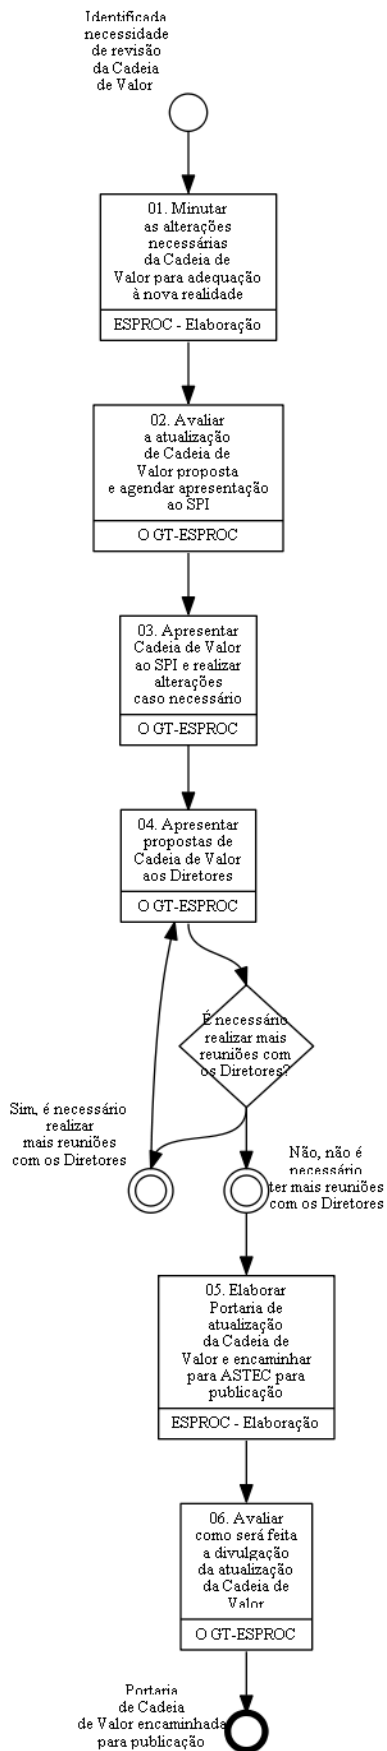 Identificada
necessidade
de revisão
da Cadeia
de Valor
01. Minutar
as alterações
necessárias
da Cadeia de
Valor para adequação
à nova realidade
ESPROC - Elaboração
02. Avaliar
a atualização
de Cadeia de
Valor proposta
e agendar apresentação
ao SPI
O GT-ESPROC
03. Apresentar
Cadeia de Valor
ao SPI e realizar
alterações
caso necessário
O GT-ESPROC
04. Apresentar
propostas de
Cadeia de Valor
aos Diretores
O GT-ESPROC
É necessário
realizar mais
reuniões com
os Diretores?
Sim, é necessário
realizar
mais reuniões
com os Diretores
Não, não é
necessário
ter mais reuniões
com os Diretores
05. Elaborar
Portaria de
atualização
da Cadeia de
Valor e encaminhar
para ASTEC para
publicação
ESPROC - Elaboração
06. Avaliar
como será feita
a divulgação
da atualização
da Cadeia de
Valor
O GT-ESPROC
Portaria
de Cadeia
de Valor encaminhada
para publicação